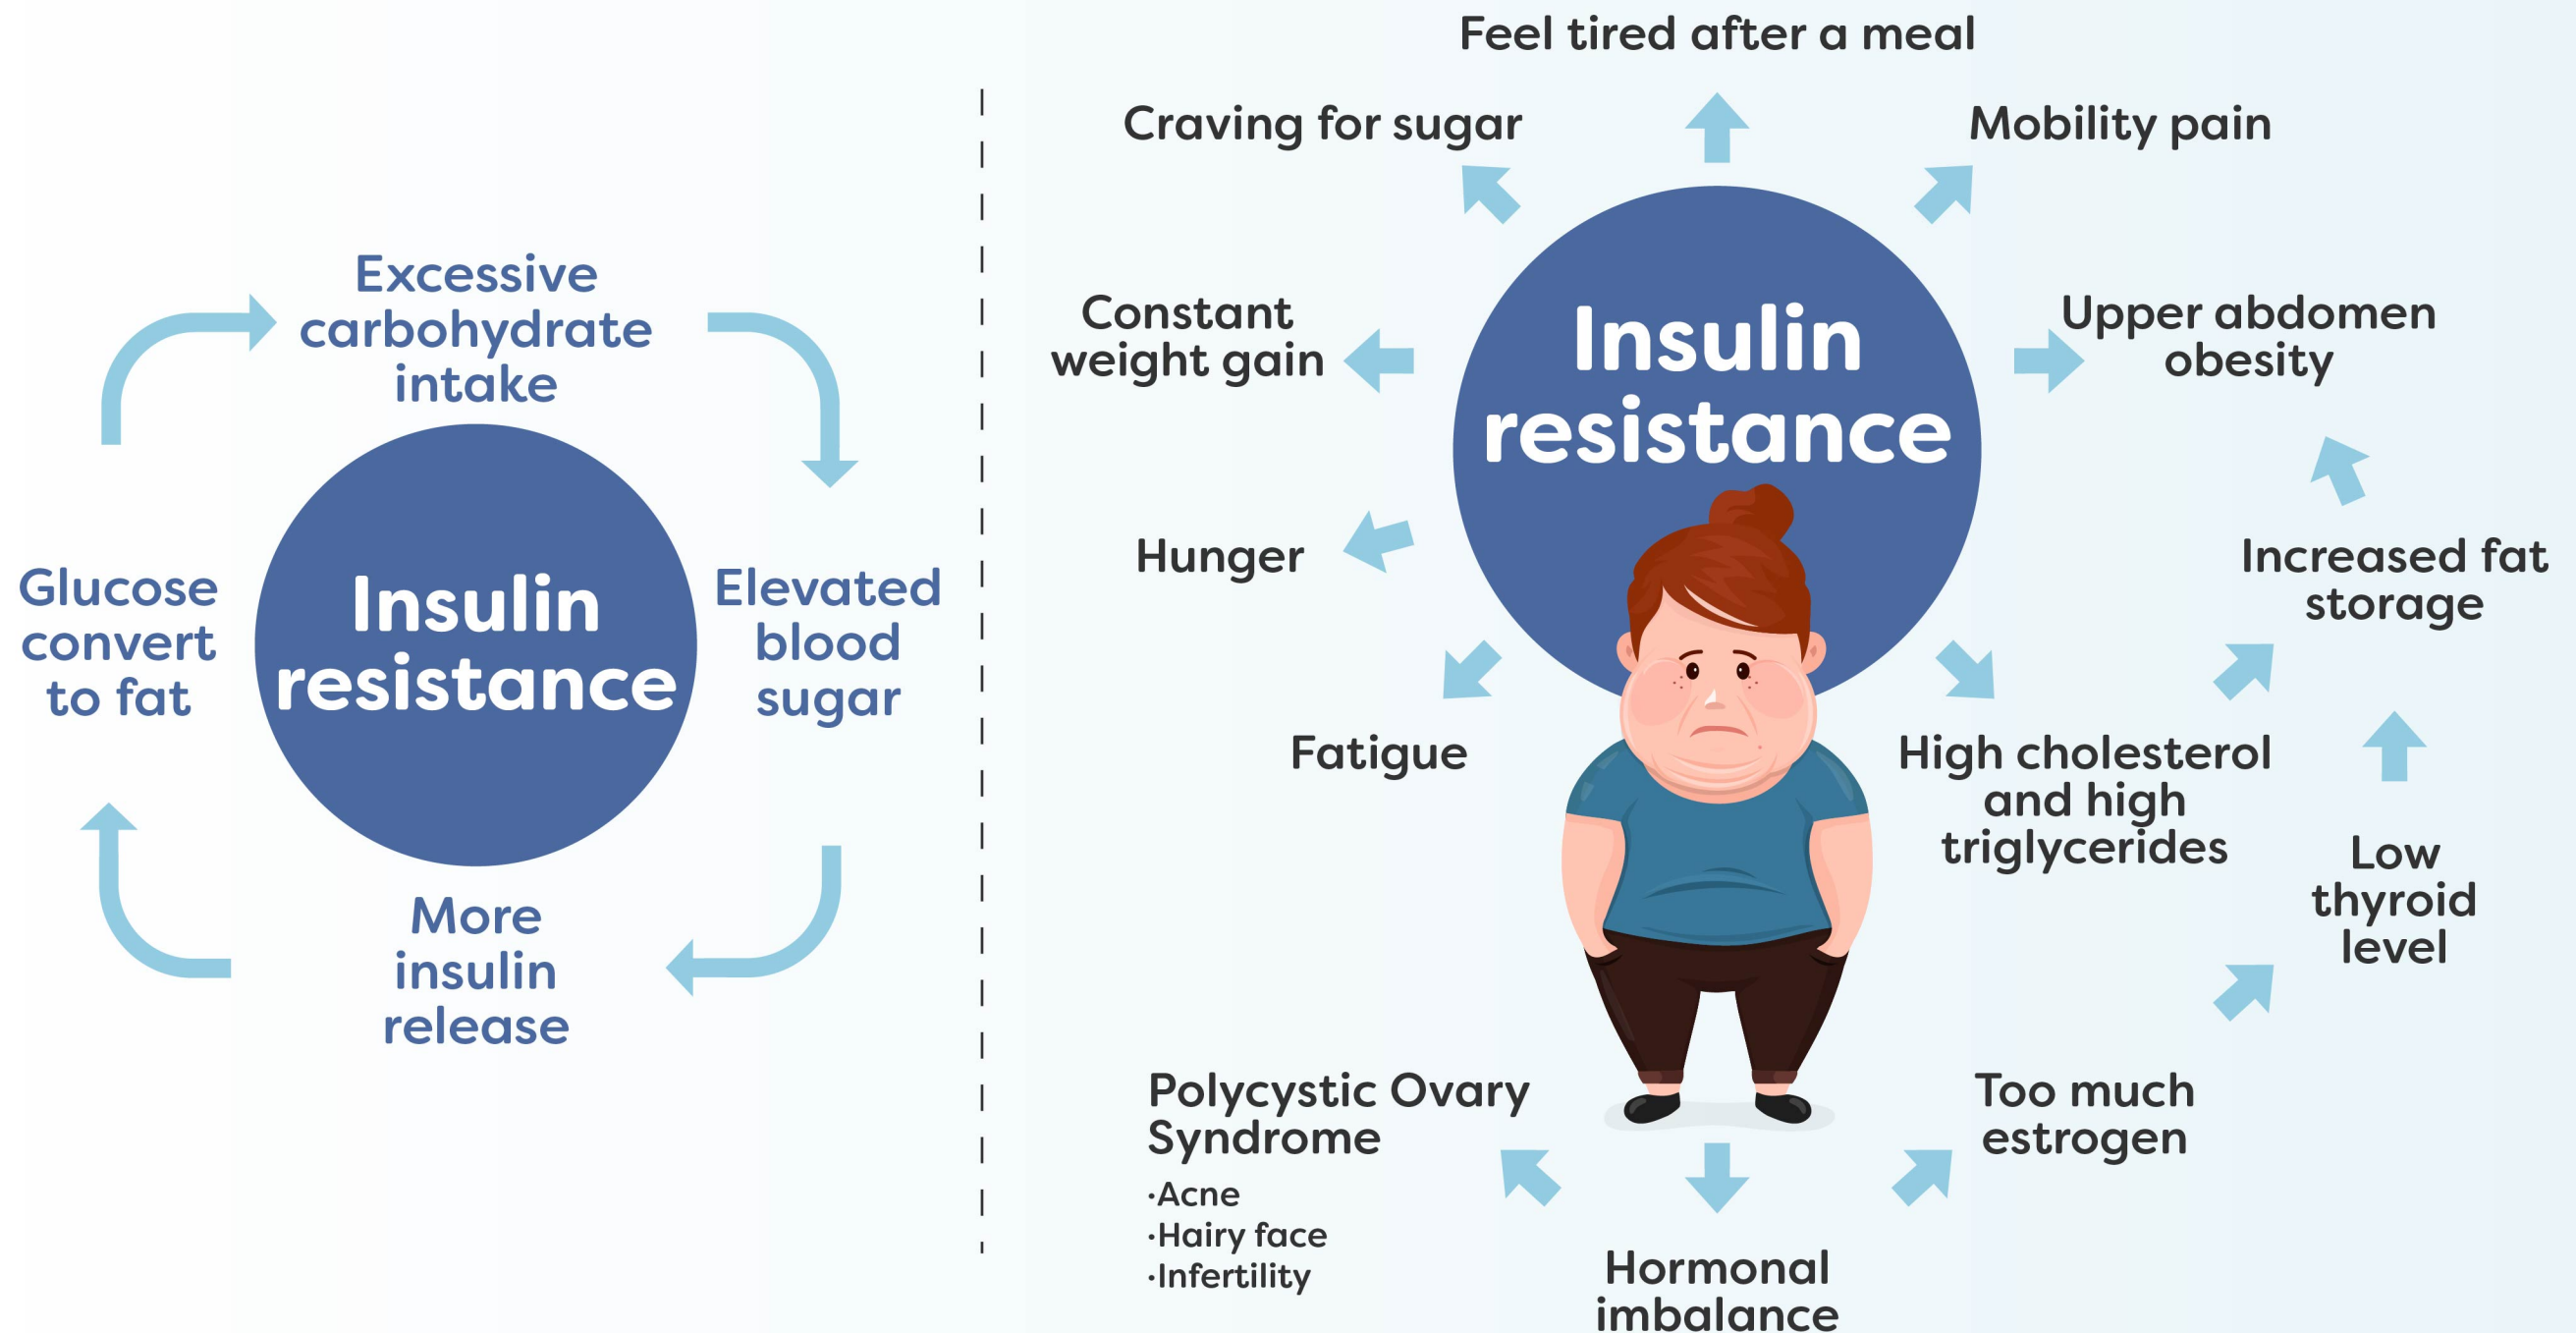 Excessive
carbohydrate
intake
Glucose
convert
to fat
Insulin
resistance
Elevated
blood
sugar
More
insulin
release
Feel tired after a meal
Craving for sugar
Mobility pain
Insulin
resistance
Constant
weight gain
Upper abdomen
obesity
Hunger
Increased fat
storage
Fatigue
High cholesterol
and high
triglycerides
Low
thyroid
level
Polycystic Ovary
Syndrome
·Acne
·Hairy face
·Infertility
Too much
estrogen
Hormonal
imbalance